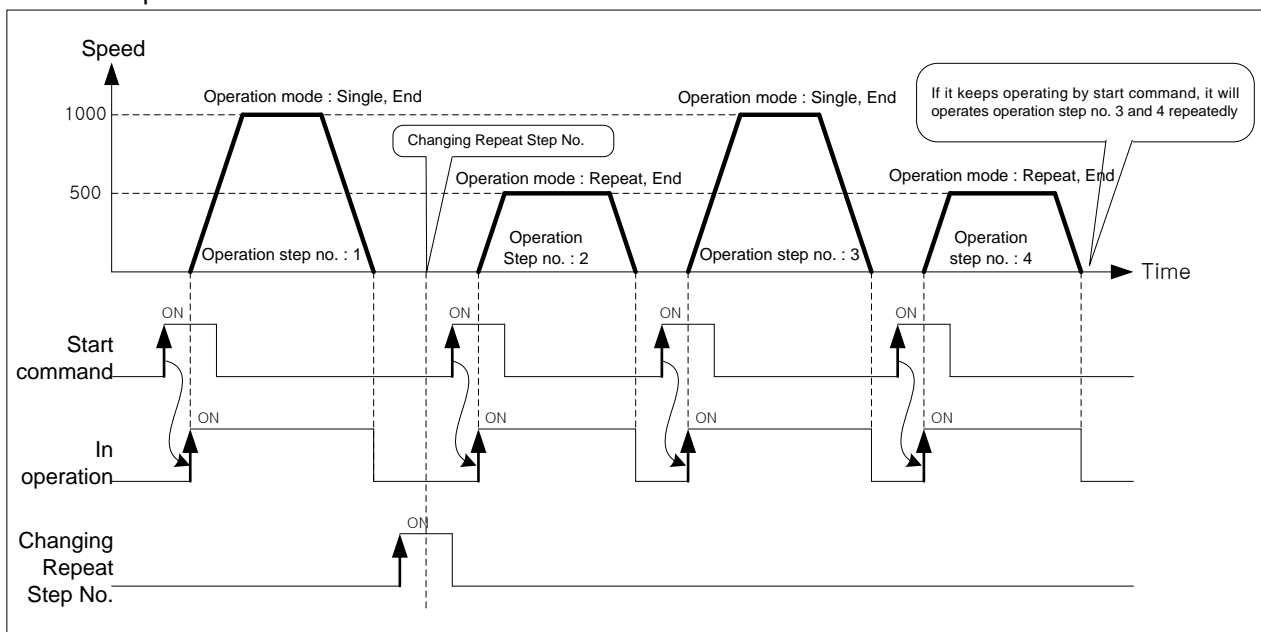 Speed
Operation mode : Single, End
Operation mode : Single, End
If it keeps operating by start command, it will
operates operation step no. 3 and 4 repeatedly
1000
Changing Repeat Step No.
Operation mode : Repeat, End
Operation mode : Repeat, End
500
Operation step no. : 1
Operation
Step no. : 2
Operation step no. : 3
Operation
step no. : 4
Time
ON
ON
ON
ON
Start
command
ON
ON
ON
ON
In
operation
ON
Changing
Repeat
Step No.